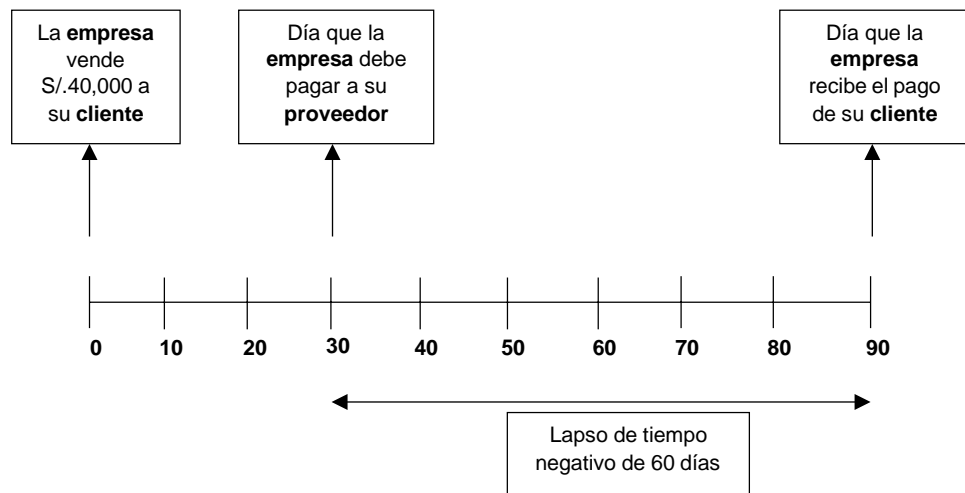 La empresa
vende
S/.40,000 a
su cliente
Día que la
empresa debe
pagar a su
proveedor
Día que la
empresa
recibe el pago
de su cliente
0 10 20 30 40 50 60 70 80 90
Lapso de tiempo
negativo de 60 días